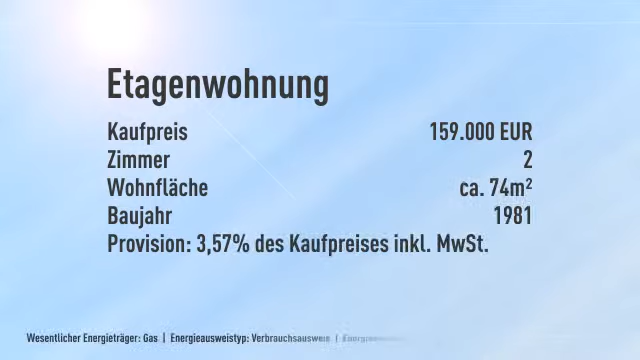 Etagenwohnung
Kaufpreis 159.000 EUR
Zimmer 2
Wohnfläche ca. 74m²
Baujahr 1981
Provision: 3,57% des Kaufpreises inkl. MwSt.
Wesentlicher Energieträger: Gas | Energieausweistyp: Verbrauchsausweis |